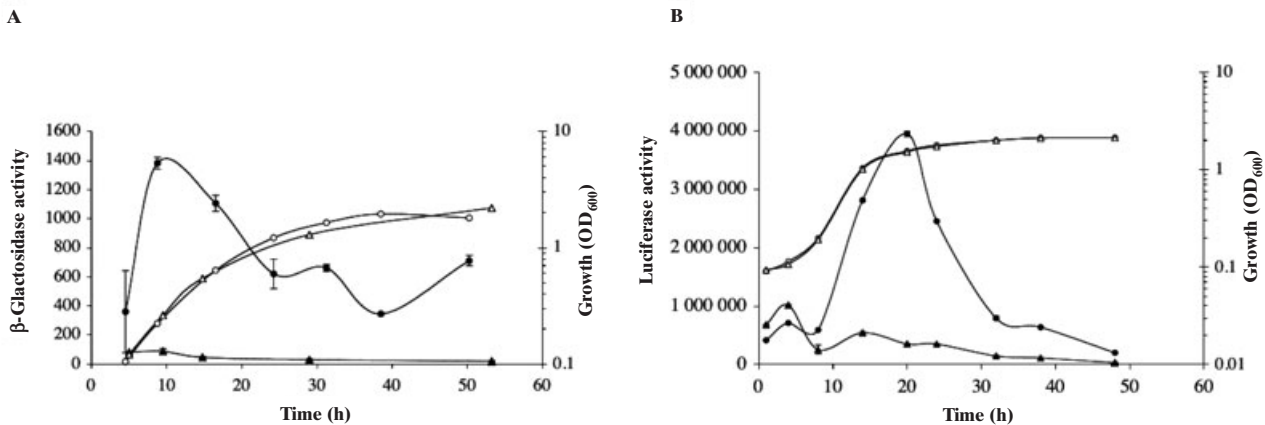 A
β-Glactosidase activity
1600
1400
1200
1000
800
600
400
200
0
10
1
0.1
Growth (OD600)
0 10 20 30 40 50 60
Time (h)
B
Luciferase activity
5 000 000
4 000 000
3 000 000
2 000 000
1 000 000
0
10
1
0.1
0.01
Growth (OD600)
0 10 20 30 40 50 60
Time (h)